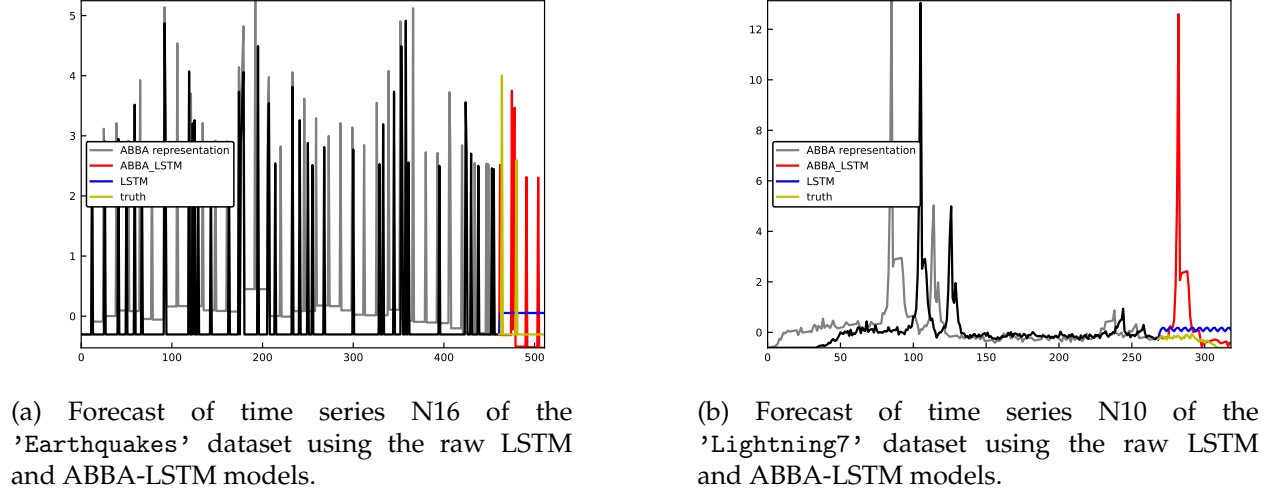 5
4
3
2
1
0
0 100 200 300 400 500
ABBA representation
ABBA_LSTM
LSTM
truth
12
10
8
6
4
2
0
0 50 100 150 200 250 300
ABBA representation
ABBA_LSTM
LSTM
truth
(a) Forecast of time series N16 of the
'Earthquakes' dataset using the raw LSTM
and ABBA-LSTM models.
(b) Forecast of time series N10 of the
'Lightning7' dataset using the raw LSTM
and ABBA-LSTM models.